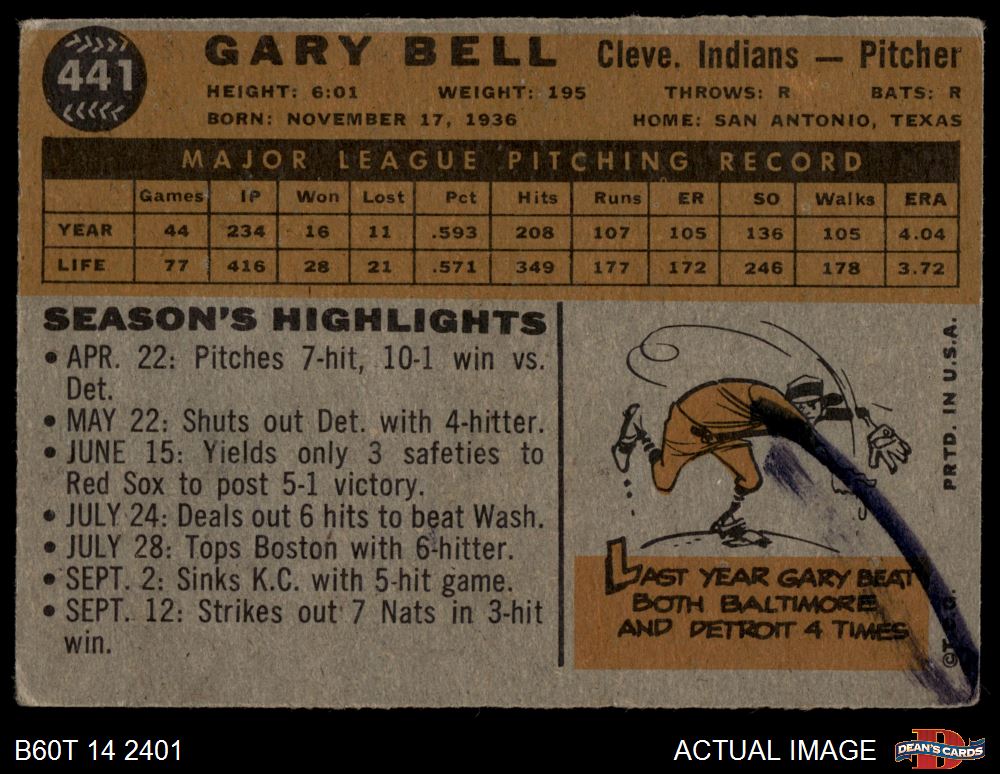 441
GARY BELL Cleve. Indians — Pitcher
HEIGHT: 6:01 WEIGHT: 195 THROWS: R BATS: R
BORN: NOVEMBER 17, 1936 HOME: SAN ANTONIO, TEXAS
MAJOR LEAGUE PITCHING RECORD
Games IP Won Lost Pct Hits Runs ER SO Walks ERA
YEAR 44 234 16 11 .593 208 107 105 136 105 4.04
LIFE 77 416 28 21 .571 349 177 172 246 178 3.72
SEASON'S HIGHLIGHTS
• APR. 22: Pitches 7-hit, 10-1 win vs.
Det.
• MAY 22: Shuts out Det. with 4-hitter.
• JUNE 15: Yields only 3 safeties to
Red Sox to post 5-1 victory.
• JULY 24: Deals out 6 hits to beat Wash.
• JULY 28: Tops Boston with 6-hitter.
• SEPT. 2: Sinks K.C. with 5-hit game.
• SEPT. 12: Strikes out 7 Nats in 3-hit
win.
LAST YEAR GARY BEAT
BOTH BALTIMORE
AND DETROIT 4 TIMES
©T.C.G. PRTD. IN U.S.A.
B60T 14 2401
ACTUAL IMAGE
DEAN'S CARDS